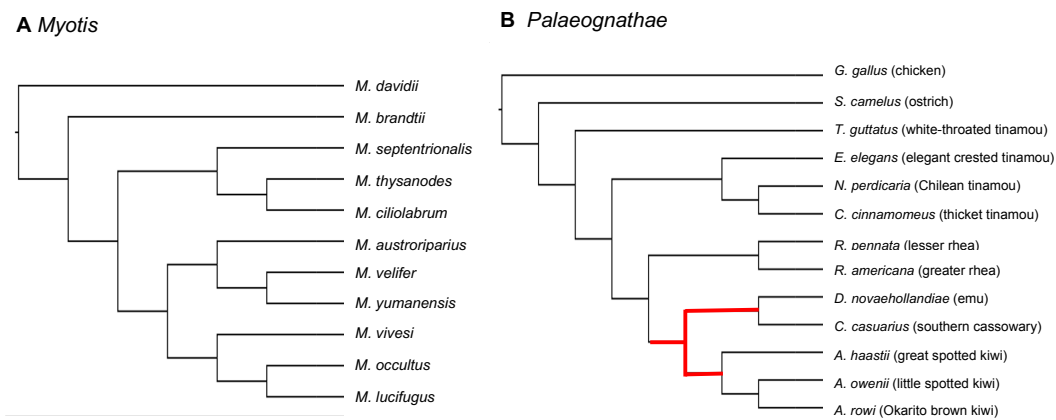 A Myotis
M. davidii
M. brandtii
M. septentrionalis
M. thysanodes
M. ciliolabrum
M. austroriparius
M. velifer
M. yumanensis
M. vivesi
M. occultus
M. lucifugus
B Palaeognathae
G. gallus (chicken)
S. camelus (ostrich)
T. guttatus (white-throated tinamou)
E. elegans (elegant crested tinamou)
N. perdicaria (Chilean tinamou)
C. cinnamomeus (thicket tinamou)
R. pennata (lesser rhea)
R. americana (greater rhea)
D. novaehollandiae (emu)
C. casuarius (southern cassowary)
A. haastii (great spotted kiwi)
A. owenii (little spotted kiwi)
A. rowi (Okarito brown kiwi)